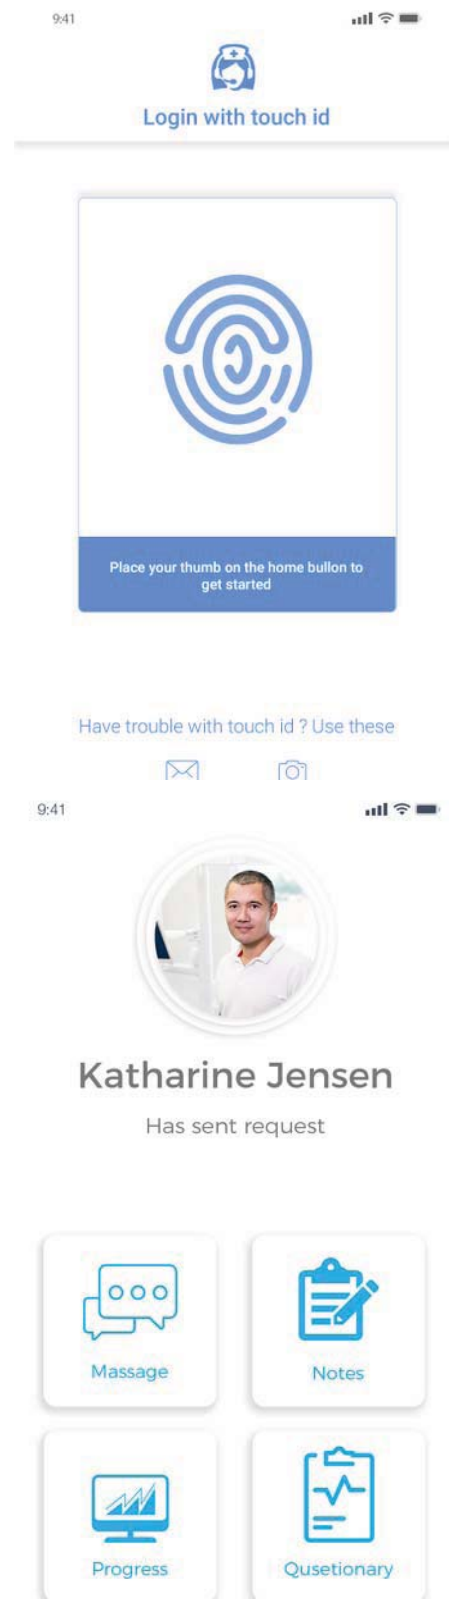 9:41
Login with touch id
Place your thumb on the home bullon to
get started
Have trouble with touch id ? Use these
9:41
Katharine Jensen
Has sent request
Massage
Notes
Progress
Qusetionary